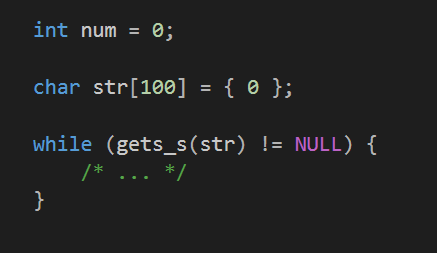 int num = 0;
char str[100] = { 0 };
while (gets_s(str) != NULL) {
/* ... */
}